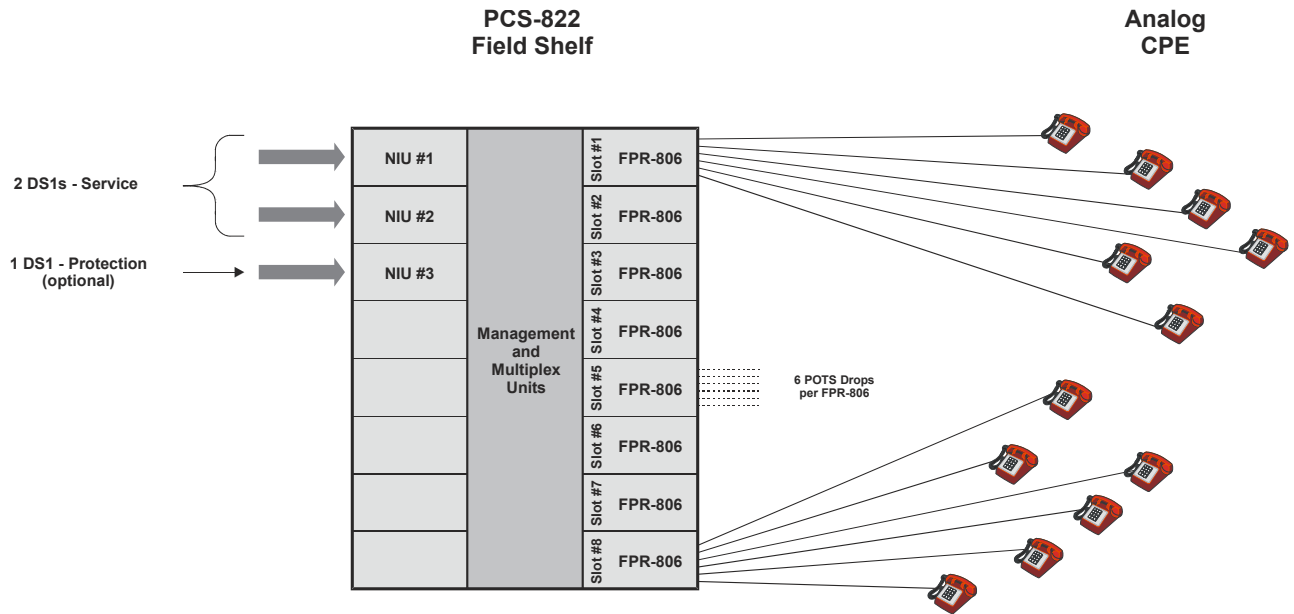 PCS-822
Field Shelf
Analog
CPE
2 DS1s - Service
1 DS1 - Protection
(optional)
NIU #1
NIU #2
NIU #3
Management
and
Multiplex
Units
Slot #1
FPR-806
Slot #2
FPR-806
Slot #3
FPR-806
Slot #4
FPR-806
Slot #5
FPR-806
Slot #6
FPR-806
Slot #7
FPR-806
Slot #8
FPR-806
6 POTS Drops
per FPR-806